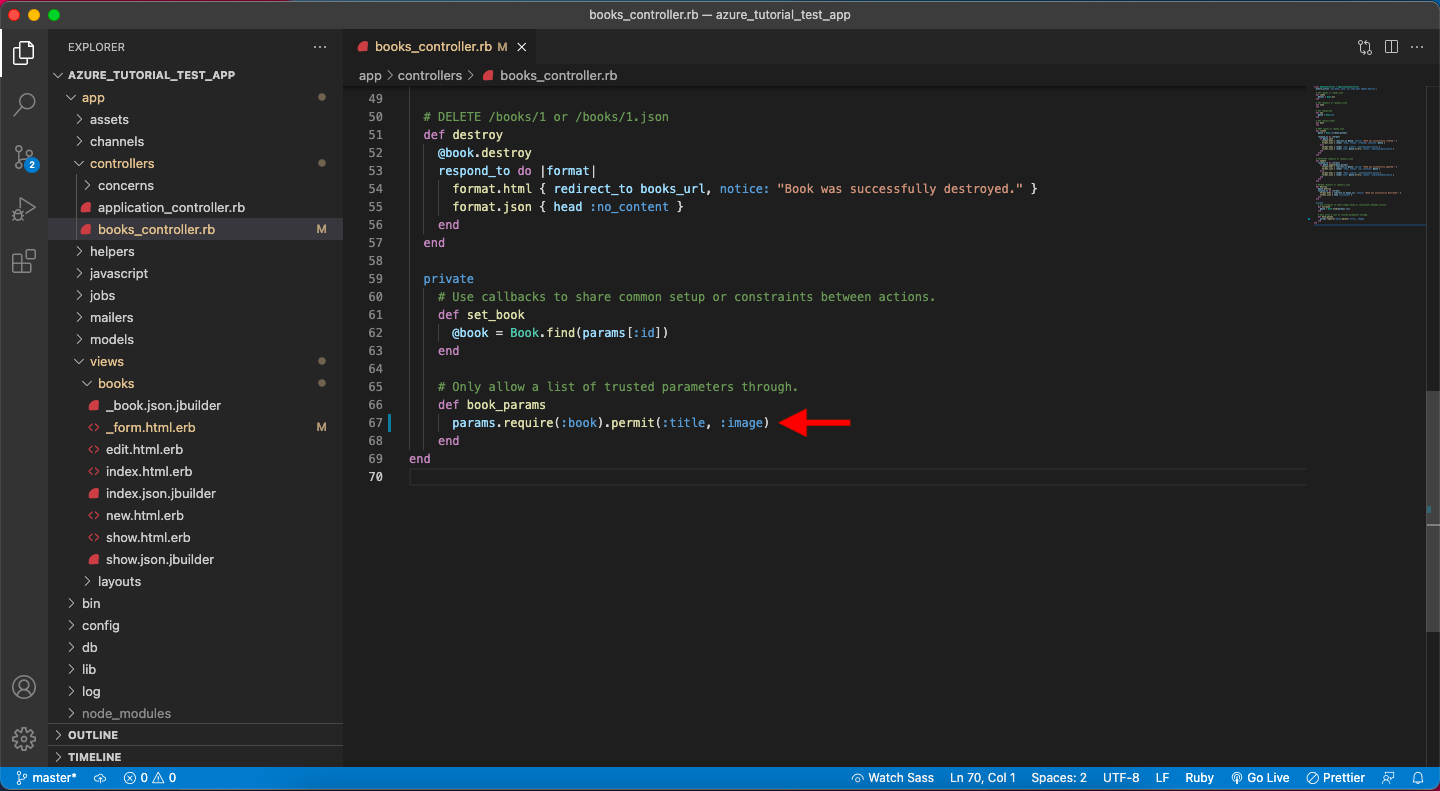 books_controller.rb — azure_tutorial_test_app
EXPLORER
AZURE_TUTORIAL_TEST_APP
app
assets
channels
controllers
concerns
application_controller.rb
books_controller.rb M
helpers
javascript
jobs
mailers
models
views
books
_book.json.jbuilder
_form.html.erb M
edit.html.erb
index.html.erb
index.json.jbuilder
new.html.erb
show.html.erb
show.json.jbuilder
layouts
bin
config
db
lib
log
node_modules
OUTLINE
TIMELINE
2
books_controller.rb M
app > controllers > books_controller.rb
49
50 # DELETE /books/1 or /books/1.json
51 def destroy
52 @book.destroy
53 respond_to do |format|
54 format.html { redirect_to books_url, notice: "Book was successfully destroyed." }
55 format.json { head :no_content }
56 end
57 end
58
59 private
60 # Use callbacks to share common setup or constraints between actions.
61 def set_book
62 @book = Book.find(params[:id])
63 end
64
65 # Only allow a list of trusted parameters through.
66 def book_params
67 params.require(:book).permit(:title, :image)
68 end
69 end
70
master* 0 0 Watch Sass Ln 70, Col 1 Spaces: 2 UTF-8 LF Ruby Go Live Prettier